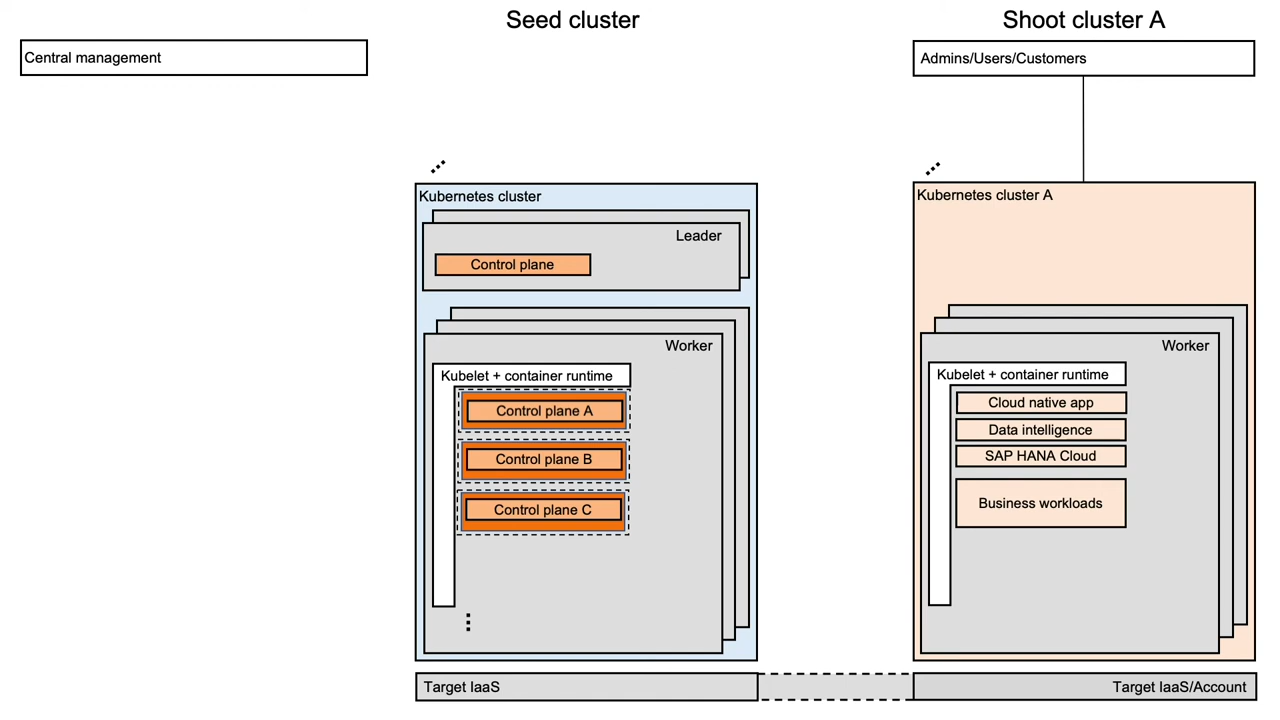 Seed cluster
Shoot cluster A
Central management
Admins/Users/Customers
Kubernetes cluster
Leader
Control plane
Worker
Kubelet + container runtime
Control plane A
Control plane B
Control plane C
Target IaaS
Kubernetes cluster A
Worker
Kubelet + container runtime
Cloud native app
Data intelligence
SAP HANA Cloud
Business workloads
Target IaaS/Account